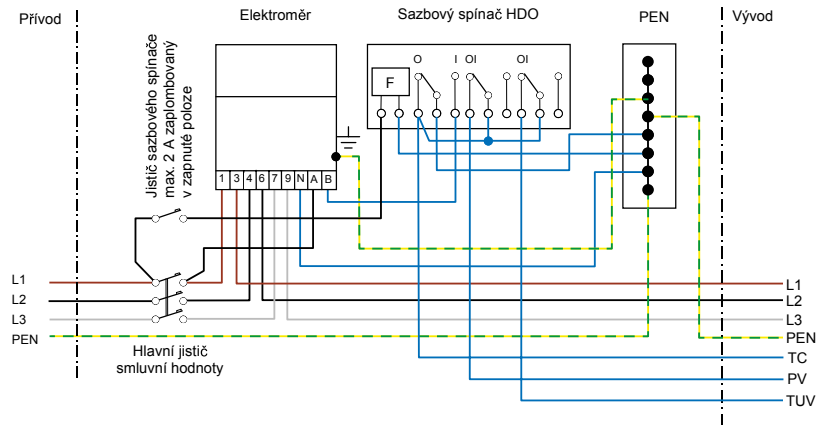 Přívod
Elektroměr
Sazbový spínač HDO
PEN
Vývod
Jistič sazbového spínače
max. 2 A zaplombovaný
v zapnuté poloze
O
I
OI
OI
F
1 3 4 6 7 9 N A B
L1
L2
L3
PEN
Hlavní jistič
smluvní hodnoty
L1
L2
L3
PEN
TC
PV
TUV